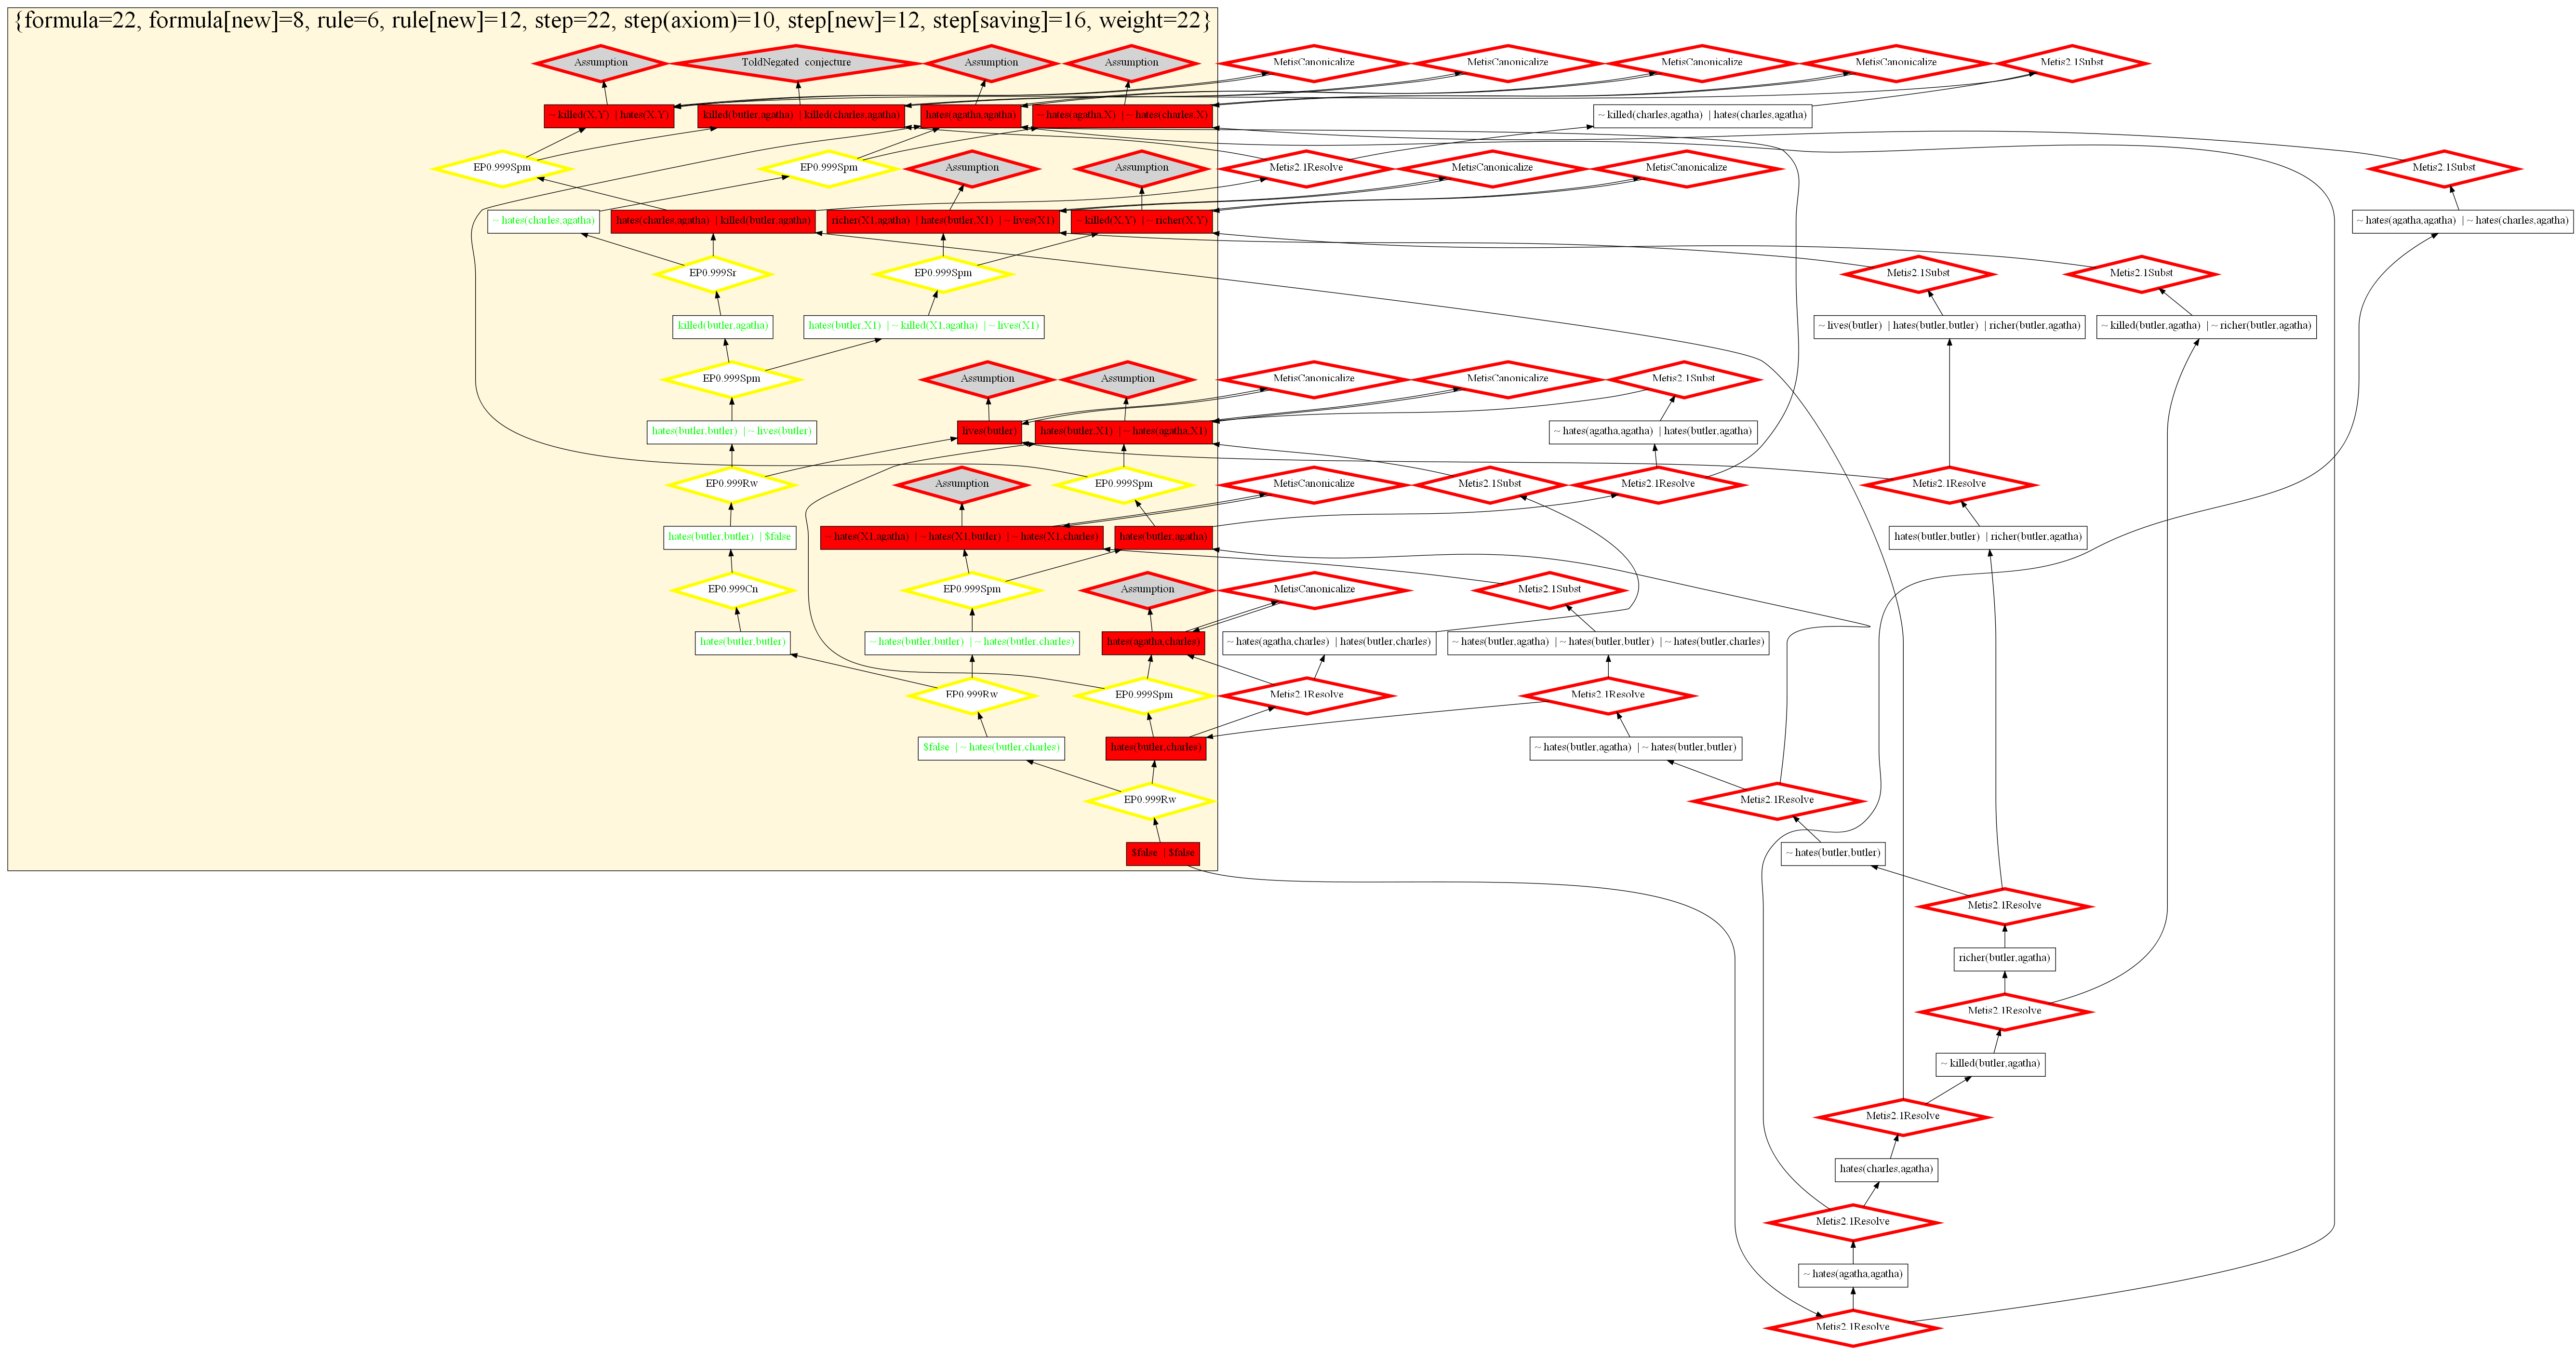 {formula=22, formula[new]=8, rule=6, rule[new]=12, step=22, step(axiom)=10, step[new]=12, step[saving]=16, weight=22}
Assumption
ToldNegated_conjecture
Assumption
Assumption
MetisCanonicalize
MetisCanonicalize
MetisCanonicalize
MetisCanonicalize
Metis2.1Subst
~ killed(X,Y) | hates(X,Y)
killed(butler,agatha) | killed(charles,agatha)
hates(agatha,agatha)
~ hates(agatha,X) | ~ hates(charles,X)
~ killed(charles,agatha) | hates(charles,agatha)
EP0.999Spm
EP0.999Spm
Assumption
Assumption
Metis2.1Resolve
MetisCanonicalize
MetisCanonicalize
Metis2.1Subst
~ hates(charles,agatha)
hates(charles,agatha) | killed(butler,agatha)
richer(X1,agatha) | hates(butler,X1) | ~ lives(X1)
~ killed(X,Y) | ~ richer(X,Y)
~ hates(agatha,agatha) | ~ hates(charles,agatha)
EP0.999Sr
EP0.999Spm
Metis2.1Subst
Metis2.1Subst
killed(butler,agatha)
hates(butler,X1) | ~ killed(X1,agatha) | ~ lives(X1)
~ lives(butler) | hates(butler,butler) | richer(butler,agatha)
~ killed(butler,agatha) | ~ richer(butler,agatha)
EP0.999Spm
Assumption
Assumption
MetisCanonicalize
MetisCanonicalize
Metis2.1Subst
hates(butler,butler) | ~ lives(butler)
lives(butler)
hates(butler,X1) | ~ hates(agatha,X1)
~ hates(agatha,agatha) | hates(butler,agatha)
EP0.999Rw
Assumption
EP0.999Spm
MetisCanonicalize
Metis2.1Subst
Metis2.1Resolve
Metis2.1Resolve
hates(butler,butler) | $false
~ hates(X1,agatha) | ~ hates(X1,butler) | ~ hates(X1,charles)
hates(butler,agatha)
hates(butler,butler) | richer(butler,agatha)
EP0.999Cn
EP0.999Spm
Assumption
MetisCanonicalize
Metis2.1Subst
hates(butler,butler)
~ hates(butler,butler) | ~ hates(butler,charles)
hates(agatha,charles)
~ hates(agatha,charles) | hates(butler,charles)
~ hates(butler,agatha) | ~ hates(butler,butler) | ~ hates(butler,charles)
EP0.999Rw
EP0.999Spm
Metis2.1Resolve
Metis2.1Resolve
$false | ~ hates(butler,charles)
hates(butler,charles)
~ hates(butler,agatha) | ~ hates(butler,butler)
EP0.999Rw
Metis2.1Resolve
$false | $false
~ hates(butler,butler)
Metis2.1Resolve
richer(butler,agatha)
Metis2.1Resolve
~ killed(butler,agatha)
Metis2.1Resolve
hates(charles,agatha)
Metis2.1Resolve
~ hates(agatha,agatha)
Metis2.1Resolve